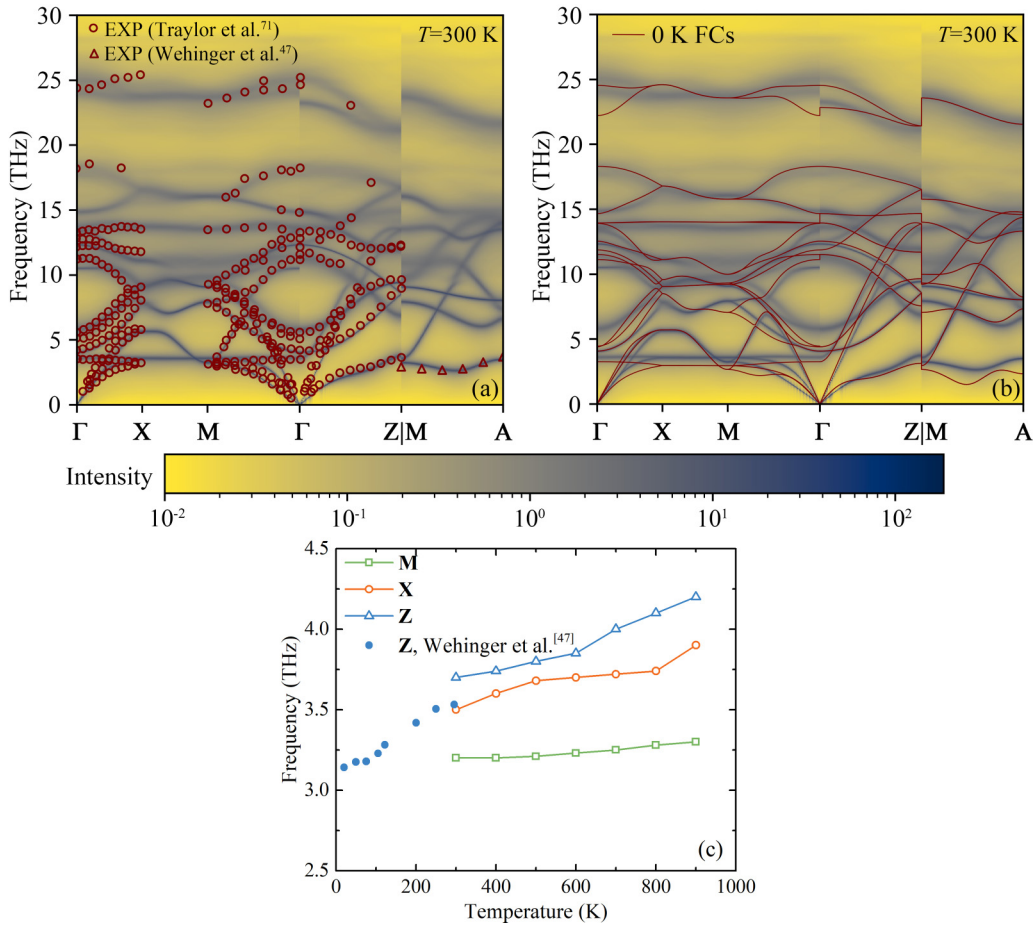 EXP (Traylor et al.⁷¹)
EXP (Wehinger et al.⁴⁷)
T=300 K
30
25
20
15
10
5
0
Frequency (THz)
(a)
Γ X M Γ Z|M A
0 K FCs
T=300 K
30
25
20
15
10
5
0
Frequency (THz)
(b)
Γ X M Γ Z|M A
Intensity
10⁻² 10⁻¹ 10⁰ 10¹ 10²
4.5
4.0
3.5
3.0
2.5
Frequency (THz)
M
X
Z
Z, Wehinger et al.[47]
(c)
0 200 400 600 800 1000
Temperature (K)